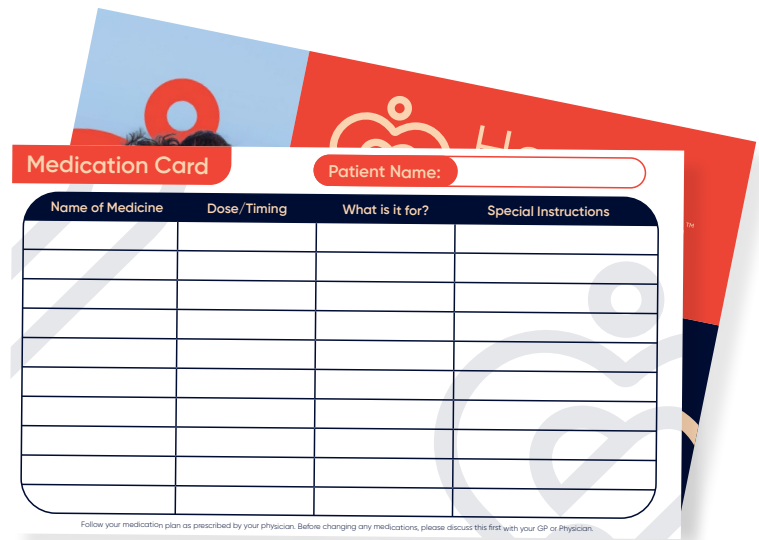 Medication Card
Patient Name:
Name of Medicine Dose/Timing What is it for? Special Instructions
Follow your medication plan as prescribed by your physician. Before changing any medications, please discuss this first with your GP or Physician.
TM